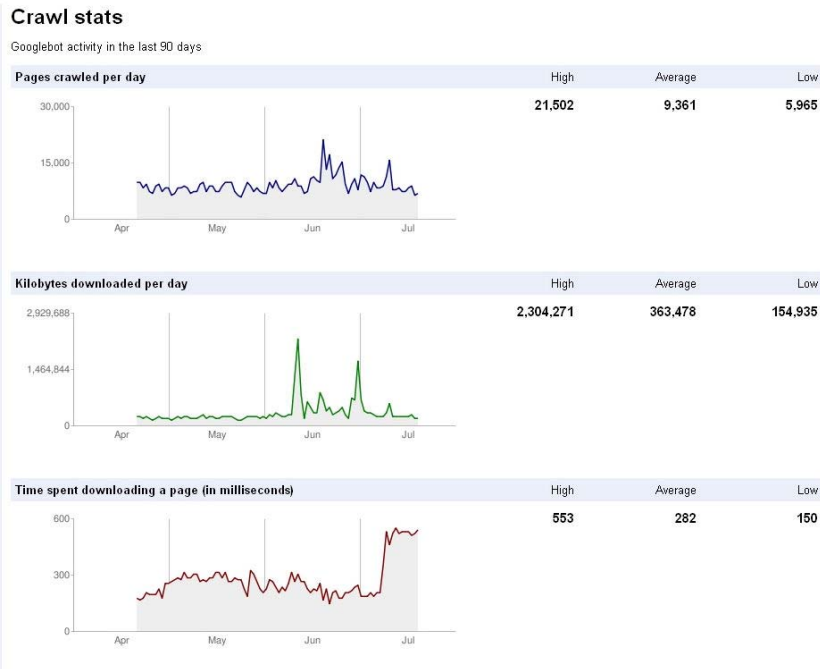 Crawl stats
Googlebot activity in the last 90 days
Pages crawled per day High Average Low
30,000 21,502 9,361 5,965
15,000
0
Apr May Jun Jul
Kilobytes downloaded per day High Average Low
2,929,688 2,304,271 363,478 154,935
1,464,844
0
Apr May Jun Jul
Time spent downloading a page (in milliseconds) High Average Low
600 553 282 150
300
0
Apr May Jun Jul